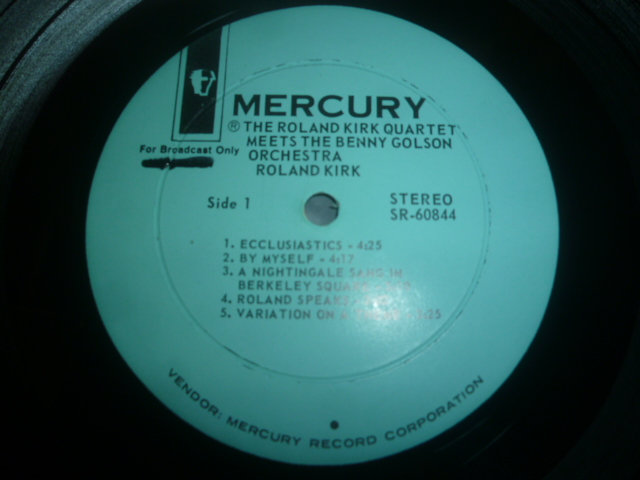 MERCURY
® THE ROLAND KIRK QUARTET
MEETS THE BENNY GOLSON
ORCHESTRA
ROLAND KIRK
For Broadcast Only
Side 1
STEREO
SR-60844
1. ECCLUSIASTICS - 4:25
2. BY MYSELF - 4:17
3. A NIGHTINGALE SANG IN
BERKELEY SQUARE
4. ROLAND SPEAKS
5. VARIATION ON A
VENDOR: MERCURY RECORD CORPORATION